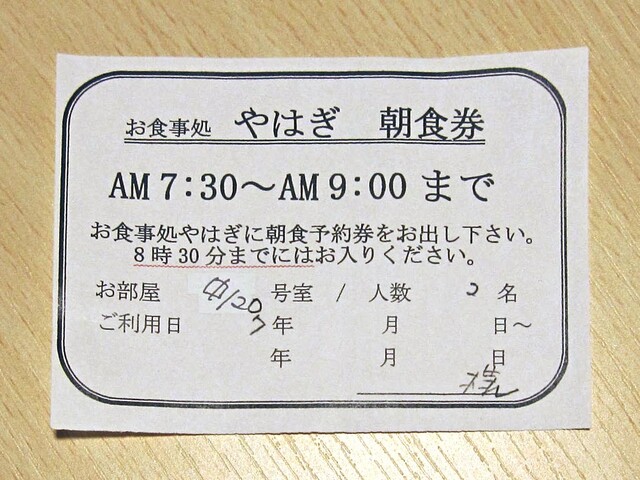 お食事処 やはぎ 朝食券
AM 7:30～AM 9:00 まで
お食事処やはぎに朝食予約券をお出し下さい。
8時30分までにはお入りください。
お部屋 号室 / 人数 2 名
ご利用日 年 月 日～
年 月 日
様